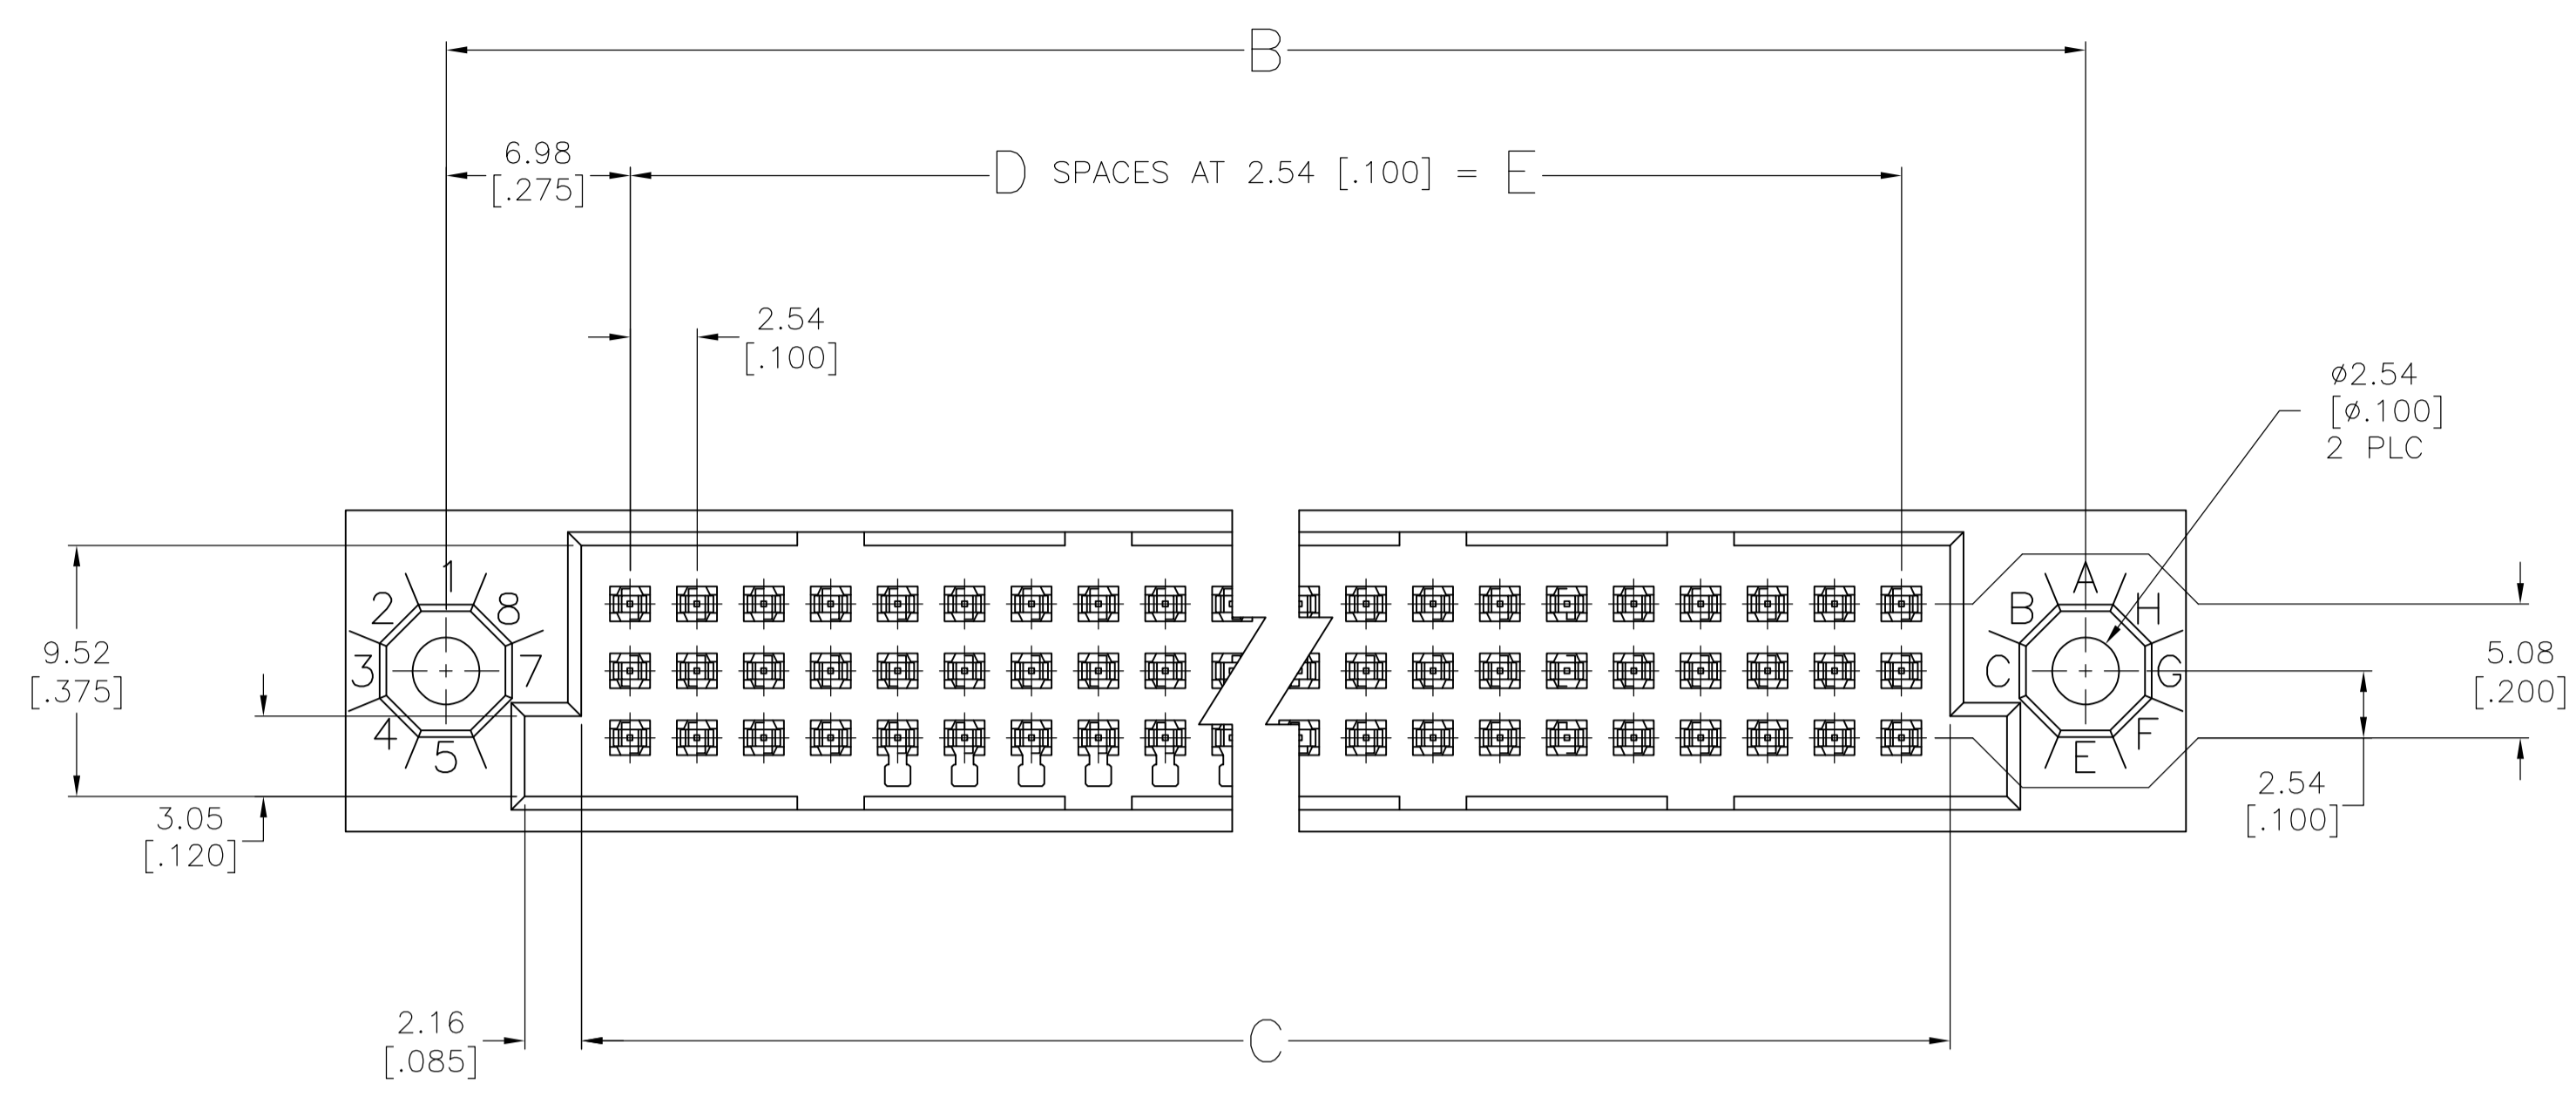 B
6.98
[.275]
D SPACES AT 2.54 [.100] = E
2.54
[.100]
ø2.54
[ø.100]
2 PLC
1
2
8
3
7
4
5
A
B
H
C
G
F
E
9.52
[.375]
5.08
[.200]
3.05
[.120]
2.54
[.100]
2.16
[.085]
C